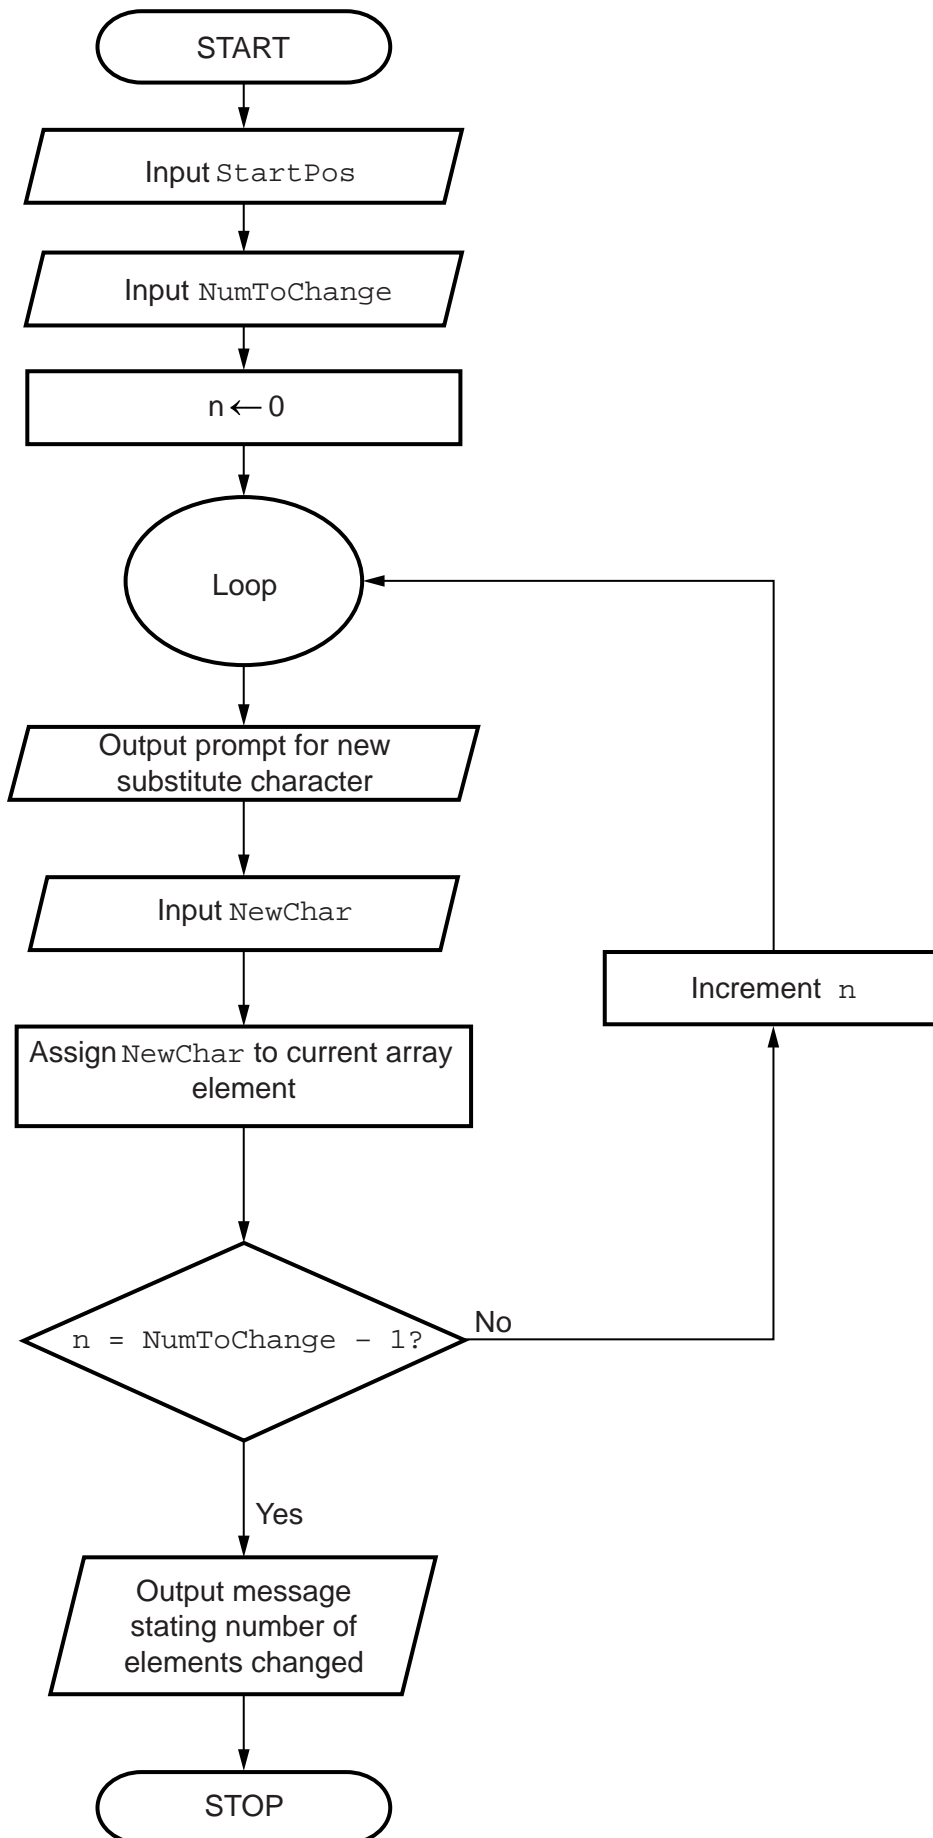 START
Input StartPos
Input NumToChange
n ← 0
Loop
Output prompt for new
substitute character
Input NewChar
Increment n
Assign NewChar to current array
element
n = NumToChange – 1?
No
Yes
Output message
stating number of
elements changed
STOP